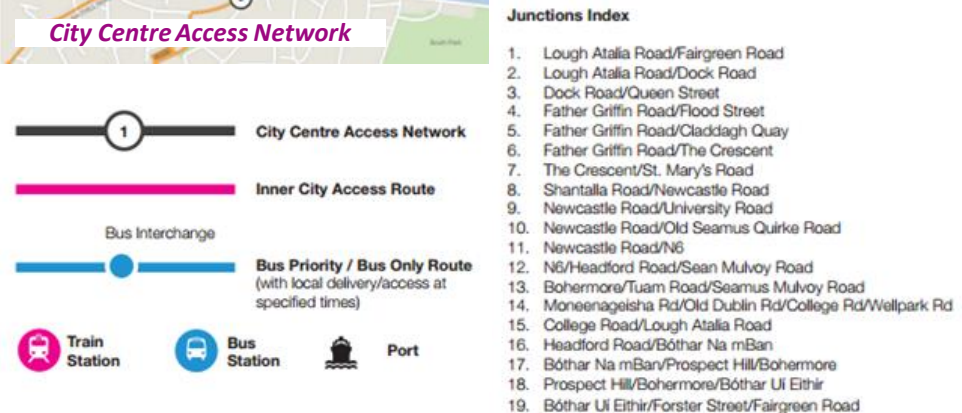 City Centre Access Network
South Park
1
City Centre Access Network
Inner City Access Route
Bus Interchange
Bus Priority / Bus Only Route
(with local delivery/access at
specified times)
Train
Station
Bus
Station
Port
Junctions Index
1. Lough Atalia Road/Fairgreen Road
2. Lough Atalia Road/Dock Road
3. Dock Road/Queen Street
4. Father Griffin Road/Flood Street
5. Father Griffin Road/Claddagh Quay
6. Father Griffin Road/The Crescent
7. The Crescent/St. Mary's Road
8. Shantalla Road/Newcastle Road
9. Newcastle Road/University Road
10. Newcastle Road/Old Seamus Quirke Road
11. Newcastle Road/N6
12. N6/Headford Road/Sean Mulvoy Road
13. Bohermore/Tuam Road/Seamus Mulvoy Road
14. Moneenageisha Rd/Old Dublin Rd/College Rd/Wellpark Rd
15. College Road/Lough Atalia Road
16. Headford Road/Bóthar Na mBan
17. Bóthar Na mBan/Prospect Hill/Bohermore
18. Prospect Hill/Bohermore/Bóthar Uí Eithir
19. Bóthar Uí Eithir/Forster Street/Fairgreen Road